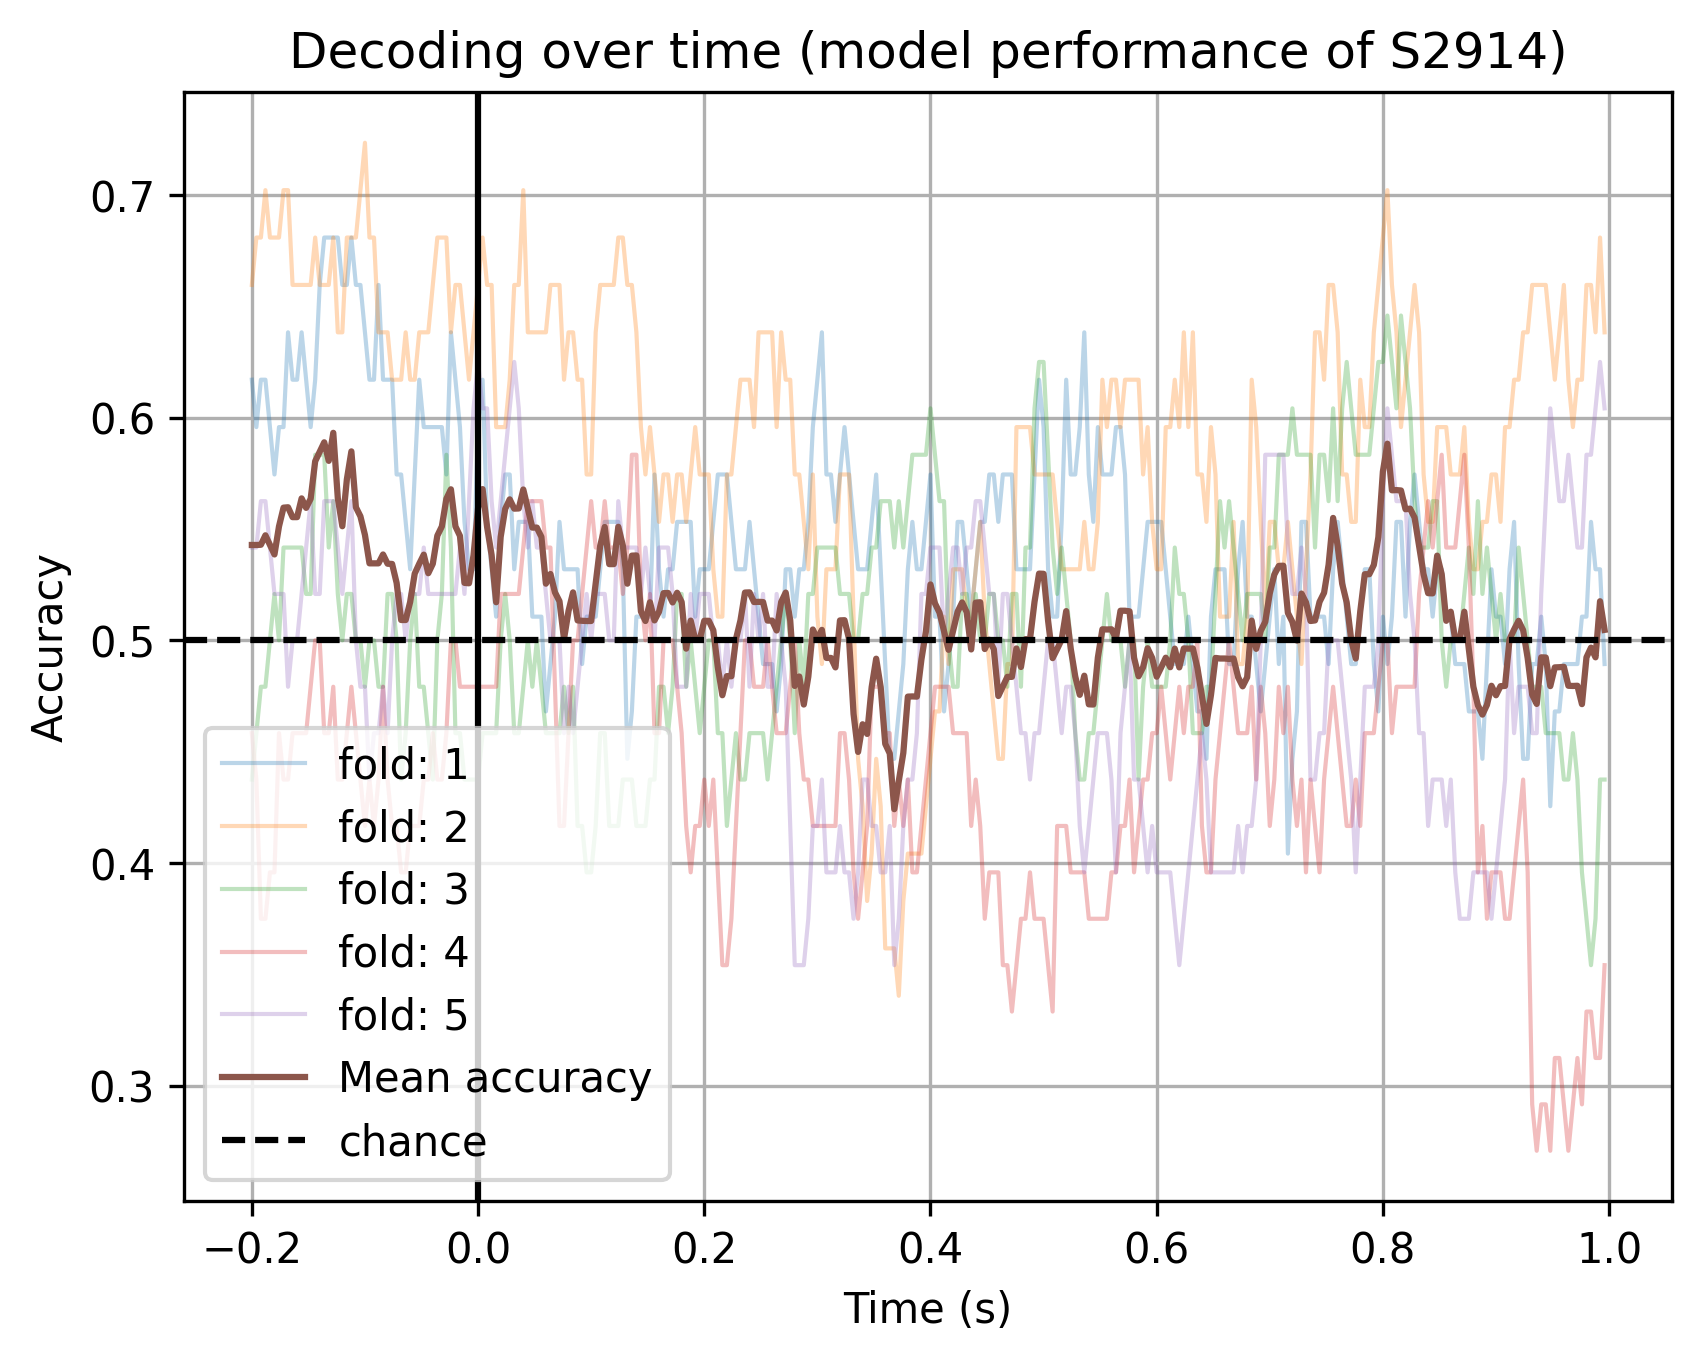 Decoding over time (model performance of S2914)
Accuracy
0.7
0.6
0.5
0.4
0.3
fold: 1
fold: 2
fold: 3
fold: 4
fold: 5
Mean accuracy
chance
−0.2 0.0 0.2 0.4 0.6 0.8 1.0
Time (s)